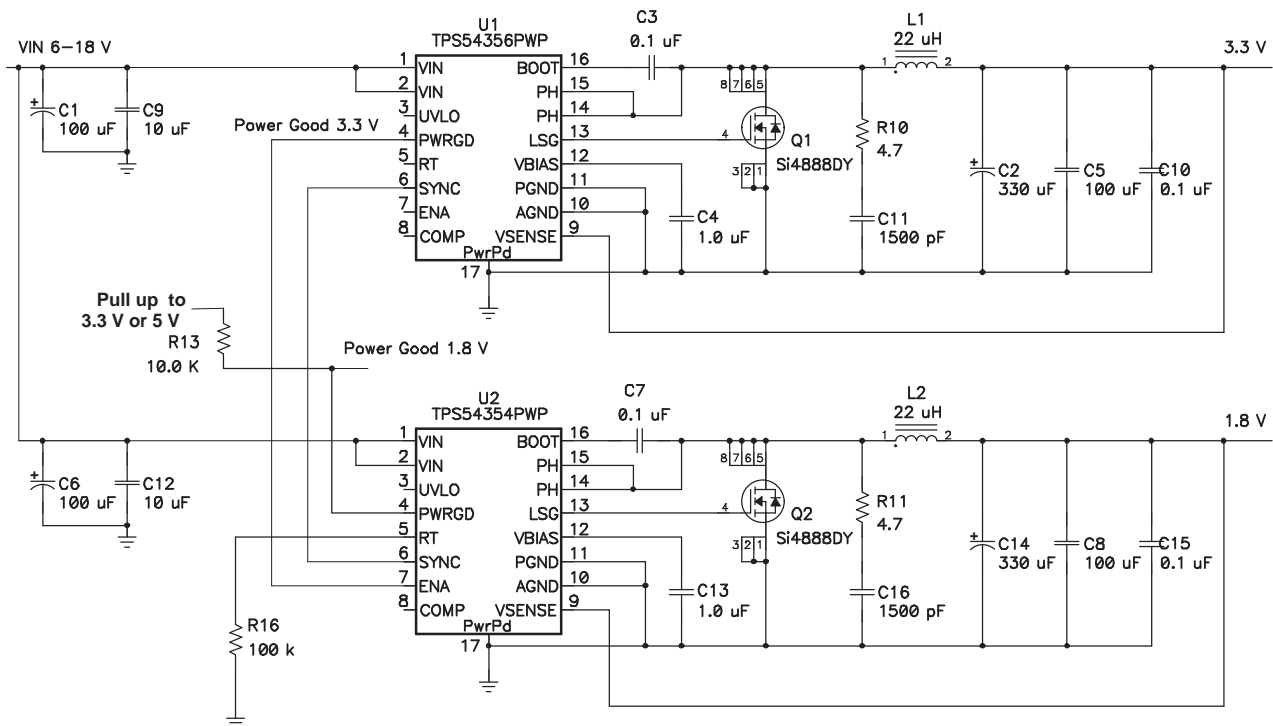 VIN 6-18 V
C1
100 uF
C9
10 uF
U1
TPS54356PWP
1 VIN BOOT 16
2 VIN PH 15
3 UVLO PH 14
4 PWRGD LSG 13
5 RT VBIAS 12
6 SYNC PGND 11
7 ENA AGND 10
8 COMP VSENSE 9
PwrPd
17
Power Good 3.3 V
C3
0.1 uF
C4
1.0 uF
8 7 6 5
4
3 2 1
Q1
Si4888DY
R10
4.7
C11
1500 pF
L1
22 uH
1 2
3.3 V
C2
330 uF
C5
100 uF
C10
0.1 uF
Pull up to
3.3 V or 5 V
R13
10.0 K
Power Good 1.8 V
C6
100 uF
C12
10 uF
U2
TPS54354PWP
1 VIN BOOT 16
2 VIN PH 15
3 UVLO PH 14
4 PWRGD LSG 13
5 RT VBIAS 12
6 SYNC PGND 11
7 ENA AGND 10
8 COMP VSENSE 9
PwrPd
17
R16
100 k
C7
0.1 uF
C13
1.0 uF
8 7 6 5
4
3 2 1
Q2
Si4888DY
R11
4.7
C16
1500 pF
L2
22 uH
1 2
1.8 V
C14
330 uF
C8
100 uF
C15
0.1 uF